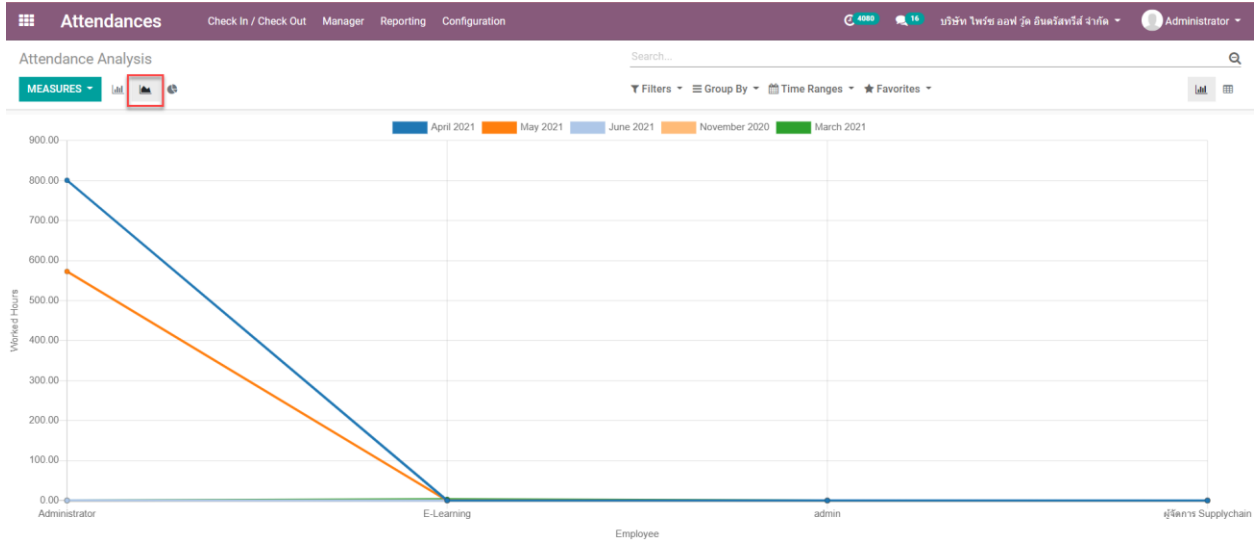 Attendances Check In / Check Out Manager Reporting Configuration 4080 16 บริษัท ไพร์ซ ออฟ วู้ด อินดรัสทรีส์ จำกัด Administrator
Attendance Analysis Search...
MEASURES Filters Group By Time Ranges Favorites
April 2021 May 2021 June 2021 November 2020 March 2021
900.00
800.00
700.00
600.00
500.00
400.00
300.00
200.00
100.00
0.00
Worked Hours
Administrator E-Learning admin ผู้จัดการ Supplychain
Employee